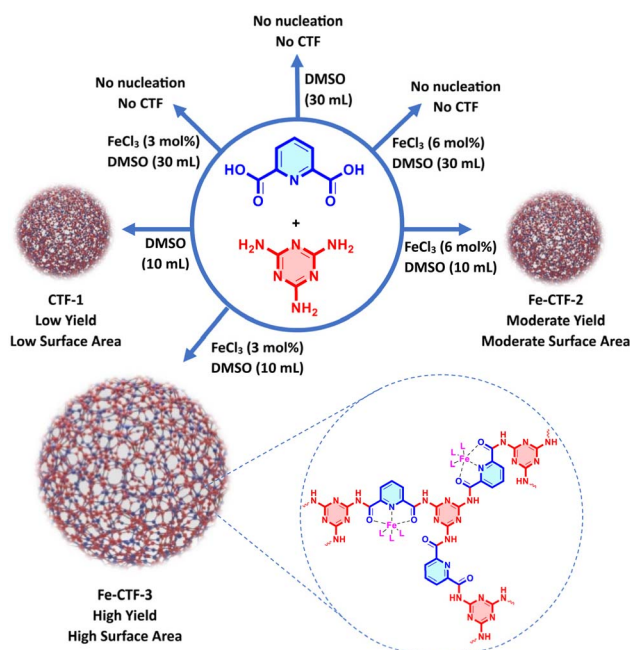 No nucleation
No CTF
No nucleation
No CTF
No nucleation
No CTF
DMSO
(30 mL)
FeCl₃ (3 mol%)
DMSO (30 mL)
FeCl₃ (6 mol%)
DMSO (30 mL)
HO
O
N
O
OH
+
H₂N
N
NH₂
N
N
NH₂
DMSO
(10 mL)
FeCl₃ (6 mol%)
DMSO (10 mL)
CTF-1
Low Yield
Low Surface Area
Fe-CTF-2
Moderate Yield
Moderate Surface Area
FeCl₃ (3 mol%)
DMSO (10 mL)
Fe-CTF-3
High Yield
High Surface Area